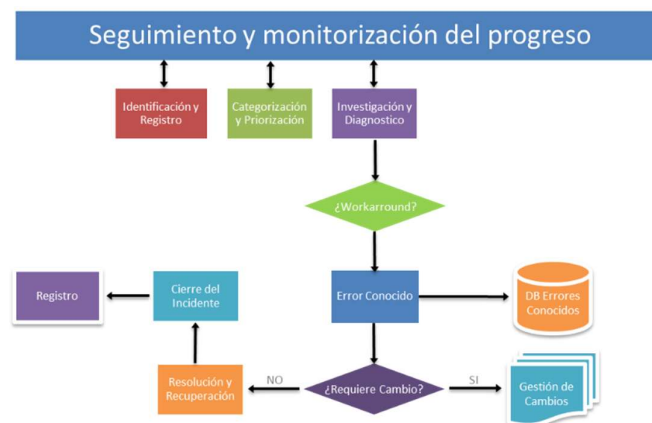 Seguimiento y monitorización del progreso
Identificación y
Registro
Categorización
y Priorización
Investigación y
Diagnostico
¿Workarround?
Registro
Cierre del
Incidente
Error Conocido
DB Errores
Conocidos
Resolución y
Recuperación
NO
¿Requiere Cambio?
SI
Gestión de
Cambios